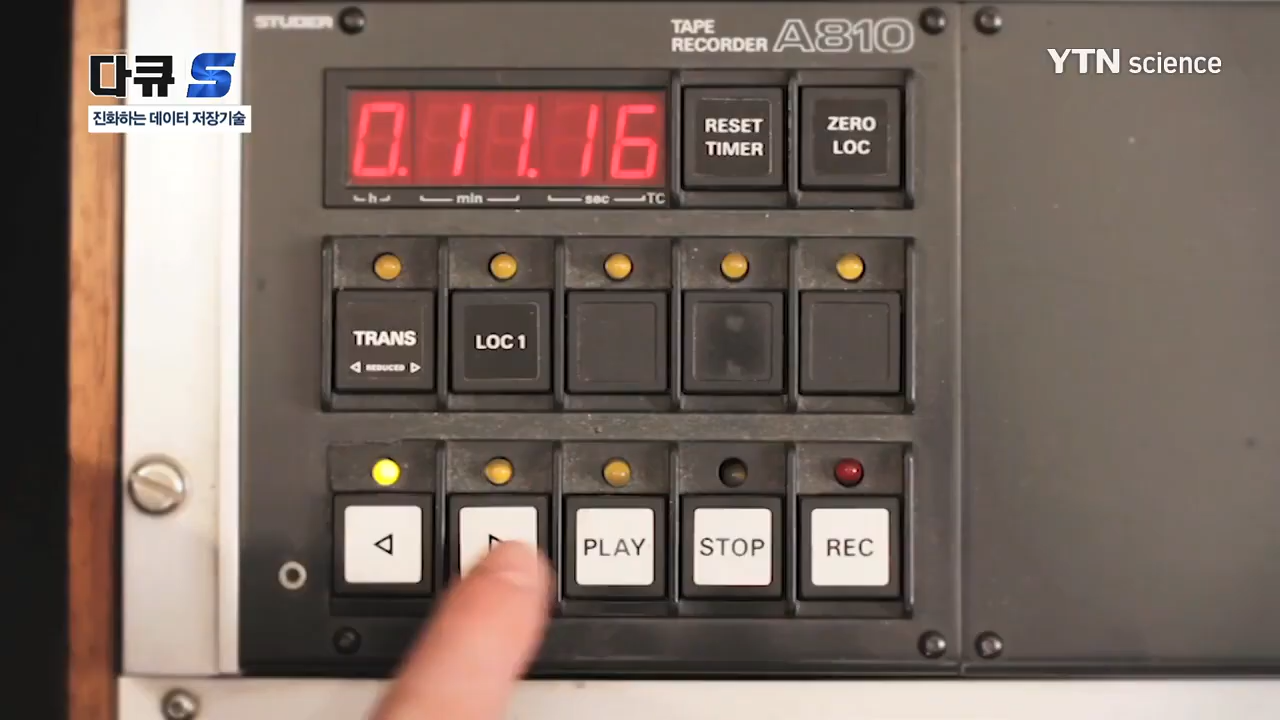 STUDER
TAPE
RECORDER A810
다큐 S
진화하는 데이터 저장기술
YTN science
0.11.16
h min sec TC
RESET
TIMER
ZERO
LOC
TRANS
◁ REDUCED ▷
LOC 1
◁
▷
PLAY
STOP
REC